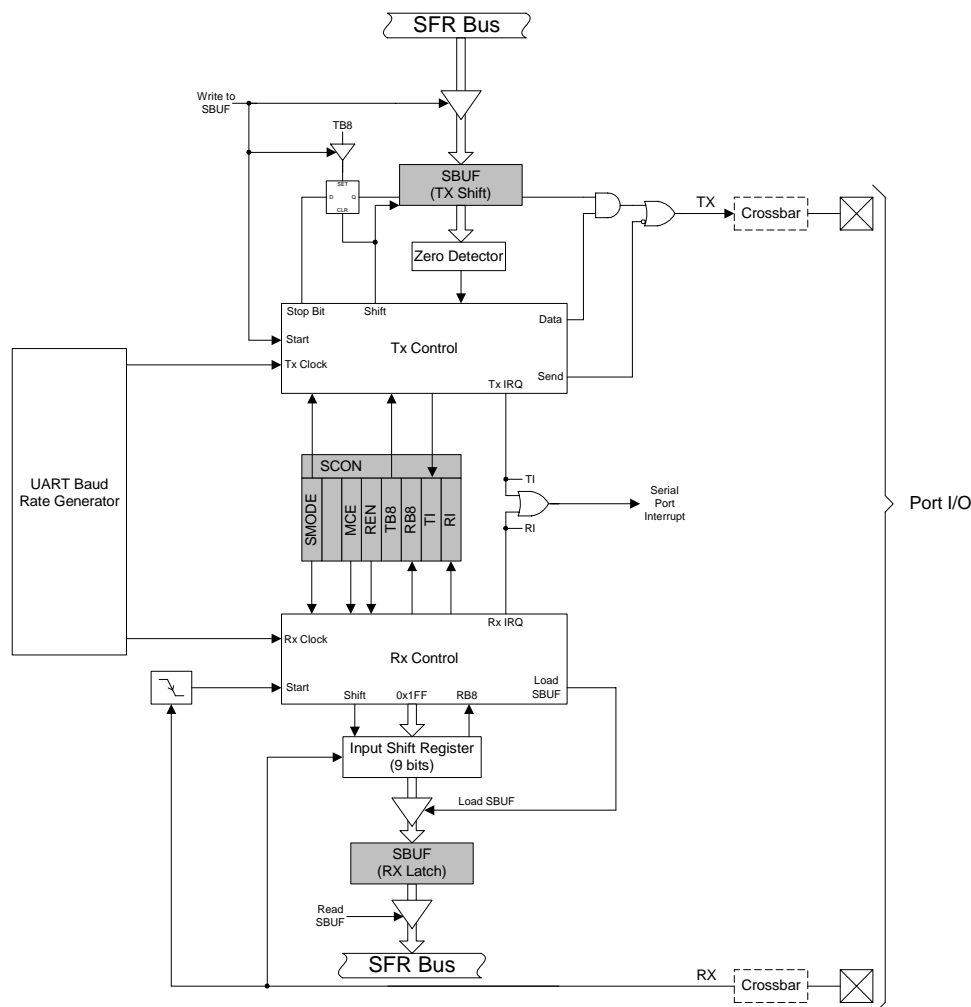 SFR Bus
Write to
SBUF
TB8
SET
D
Q
CLR
SBUF
(TX Shift)
TX
Crossbar
Zero Detector
Stop Bit
Shift
Data
Start
Tx Control
Tx Clock
Send
Tx IRQ
UART Baud
Rate Generator
SCON
SMODE
MCE
REN
TB8
RB8
TI
RI
TI
Serial
Port
Interrupt
RI
Port I/O
Rx IRQ
Rx Clock
Rx Control
Start
Load
SBUF
Shift
0x1FF
RB8
Input Shift Register
(9 bits)
Load SBUF
SBUF
(RX Latch)
Read
SBUF
SFR Bus
RX
Crossbar